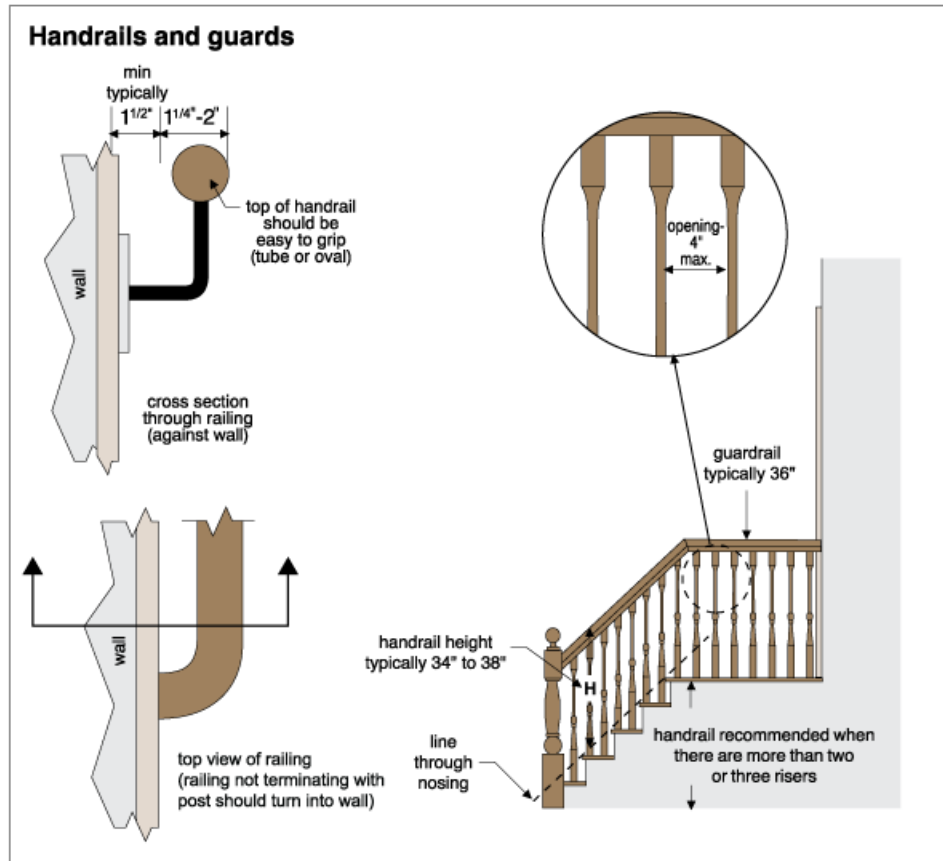 Handrails and guards
min
typically
1 1/2" 1 1/4"-2"
top of handrail
should be
easy to grip
(tube or oval)
wall
cross section
through railing
(against wall)
opening-
4"
max.
guardrail
typically 36"
wall
handrail height
typically 34" to 38"
H
line
through
nosing
handrail recommended when
there are more than two
or three risers
top view of railing
(railing not terminating with
post should turn into wall)